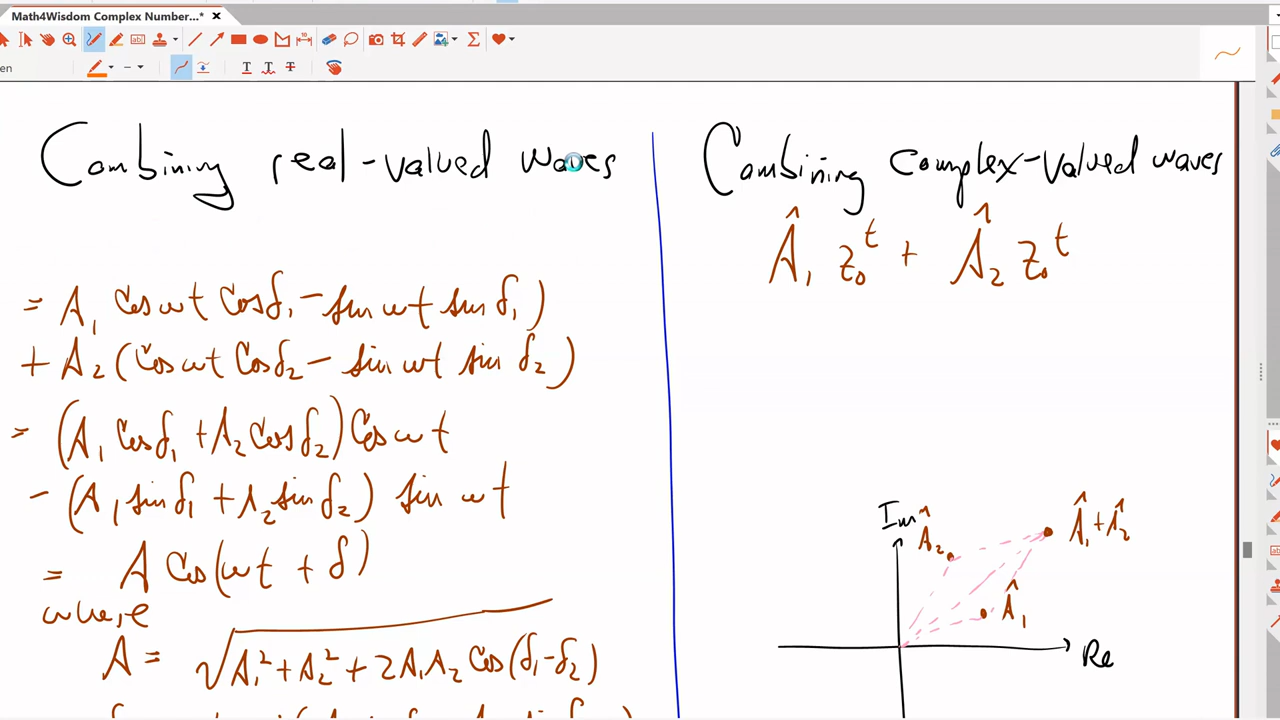 Math4Wisdom Complex Number...*
en
Combining real-valued waves
= A₁ Cos ωt Cos δ₁ - sin ωt sin δ₁)
+ A₂ (Cos ωt Cos δ₂ - sin ωt sin δ₂)
= (A₁ Cos δ₁ + A₂ Cos δ₂) Cos ωt
- (A₁ sin δ₁ + A₂ sin δ₂) sin ωt
= A Cos(ωt + δ)
where
A = √A₁² + A₂² + 2A₁A₂ Cos(δ₁-δ₂)
Combining Complex-valued waves
Â₁ z₀ᵗ + Â₂ z₀ᵗ
Im
Â₂
Â₁+Â₂
Â₁
Re